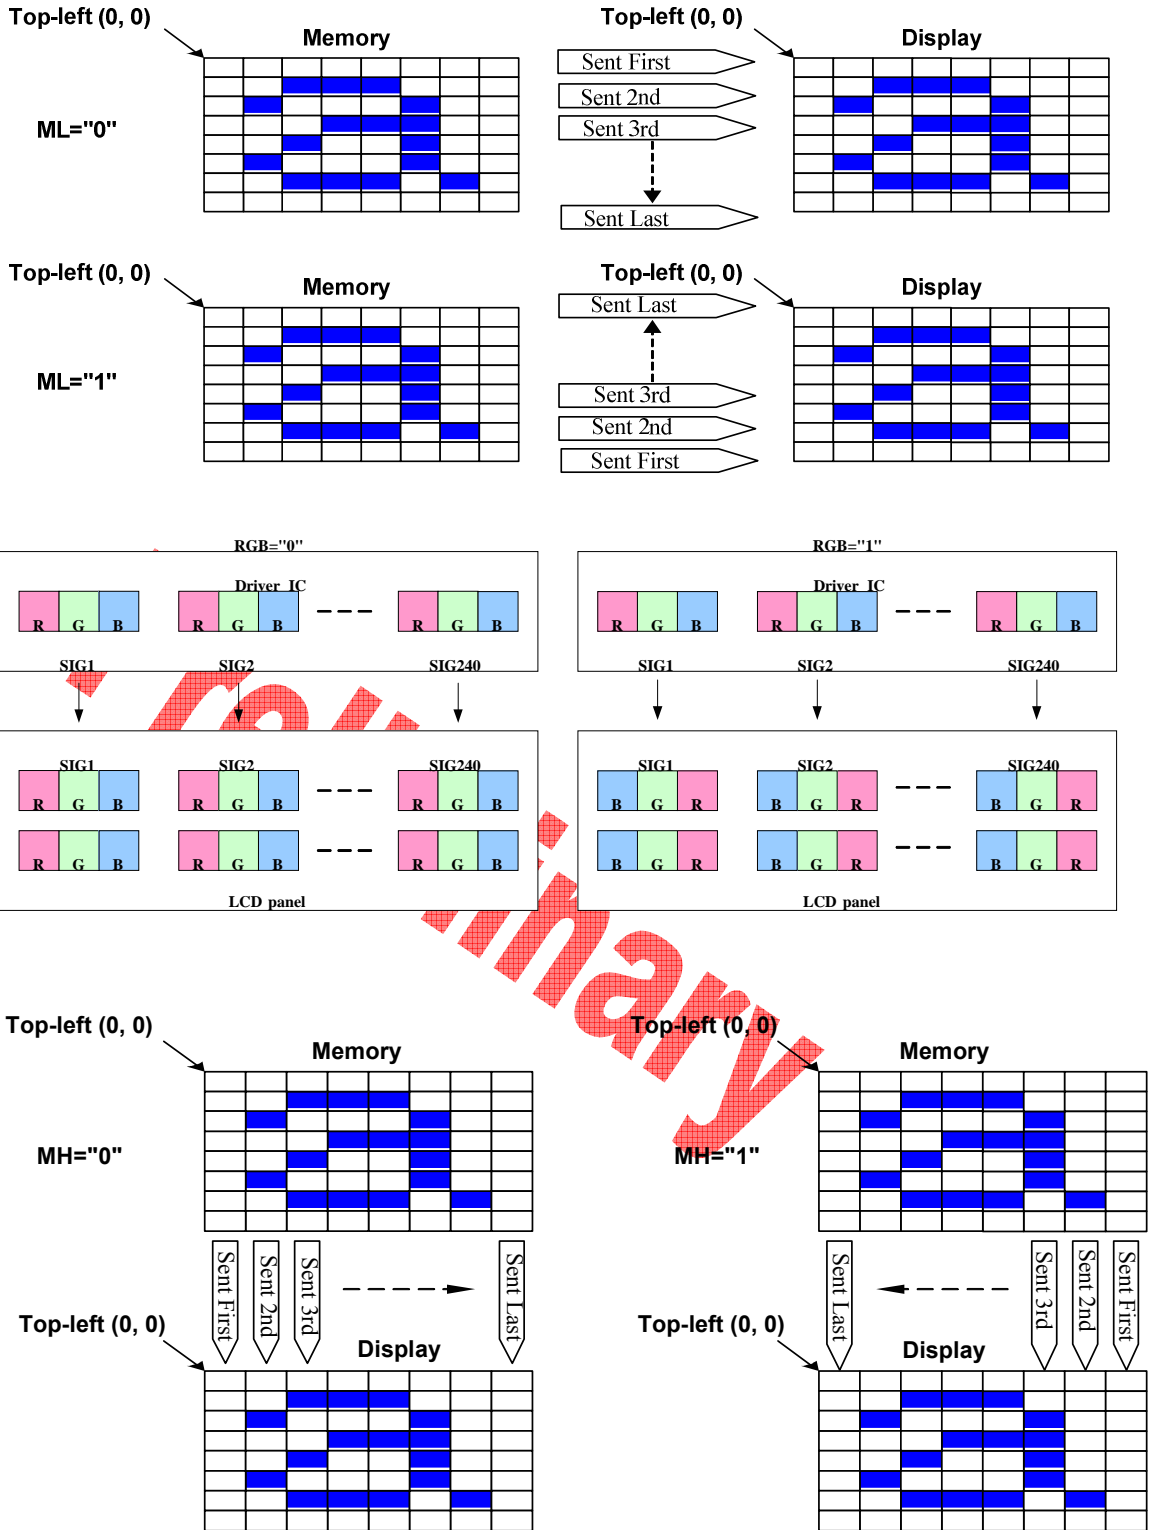 Top-left (0, 0)
Memory
Top-left (0, 0)
Display
ML="0"
Sent First
Sent 2nd
Sent 3rd
Sent Last
Top-left (0, 0)
Memory
Top-left (0, 0)
Display
ML="1"
Sent Last
Sent 3rd
Sent 2nd
Sent First
RGB="0"
Driver IC
R G B R G B R G B
SIG1 SIG2 SIG240
SIG1 SIG2 SIG240
R G B R G B R G B
R G B R G B R G B
LCD panel
RGB="1"
Driver IC
R G B R G B R G B
SIG1 SIG2 SIG240
SIG1 SIG2 SIG240
B G R B G R B G R
B G R B G R B G R
LCD panel
Preliminary
Top-left (0, 0)
Memory
MH="0"
Sent First
Sent 2nd
Sent 3rd
Sent Last
Top-left (0, 0)
Display
Top-left (0, 0)
Memory
MH="1"
Sent Last
Sent 3rd
Sent 2nd
Sent First
Top-left (0, 0)
Display